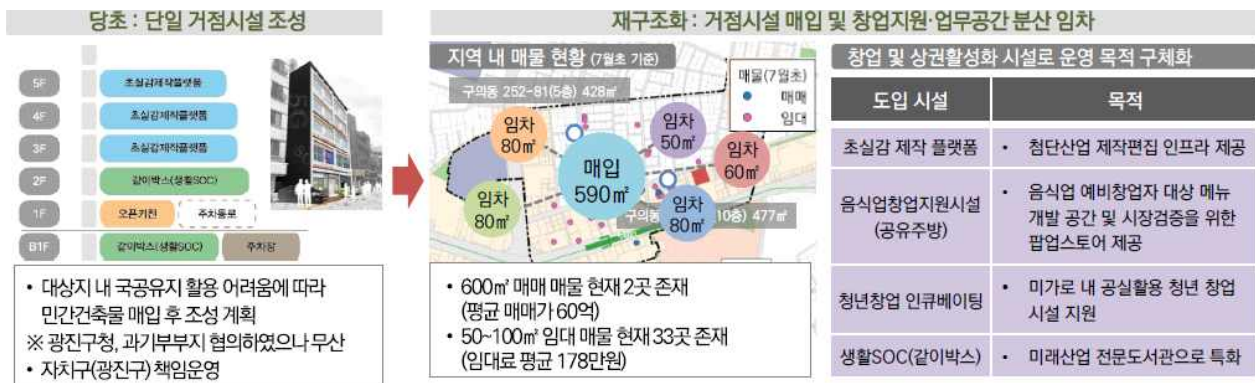 당초 : 단일 거점시설 조성
5F 초실감제작플랫폼
4F 초실감제작플랫폼
3F 초실감제작플랫폼
2F 같이박스(생활SOC)
1F 오픈키친 주차통로
B1F 같이박스(생활SOC) 주차장
• 대상지 내 국공유지 활용 어려움에 따라
민간건축물 매입 후 조성 계획
※ 광진구청, 과기부부지 협의하였으나 무산
• 자치구(광진구) 책임운영
재구조화 : 거점시설 매입 및 창업지원·업무공간 분산 임차
지역 내 매물 현황 (7월초 기준)
매물(7월초)
매매
임대
구의동 252-81(5층) 428㎡
임차
80㎡
임차
50㎡
임차
60㎡
매입
590㎡
임차
80㎡
임차
80㎡
구의동
10층) 477㎡
• 600㎡ 매매 매물 현재 2곳 존재
(평균 매매가 60억)
• 50~100㎡ 임대 매물 현재 33곳 존재
(임대료 평균 178만원)
창업 및 상권활성화 시설로 운영 목적 구체화
도입 시설 목적
초실감 제작 플랫폼 • 첨단산업 제작편집 인프라 제공
음식업창업지원시설
(공유주방)
• 음식업 예비창업자 대상 메뉴
개발 공간 및 시장검증을 위한
팝업스토어 제공
청년창업 인큐베이팅
• 미가로 내 공실활용 청년 창업
시설 지원
생활SOC(같이박스) • 미래산업 전문도서관으로 특화